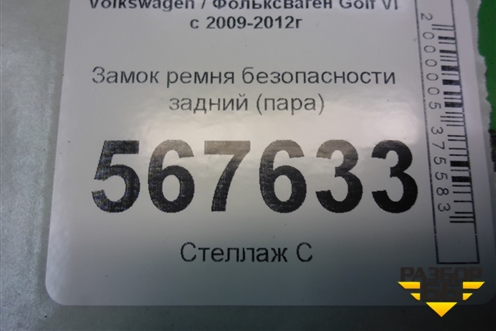 Volkswagen / Фольксваген Golf VI
с 2009-2012г
Замок ремня безопасности
задний (пара)
567633
Стеллаж С
2000005375583
РАЗБОР